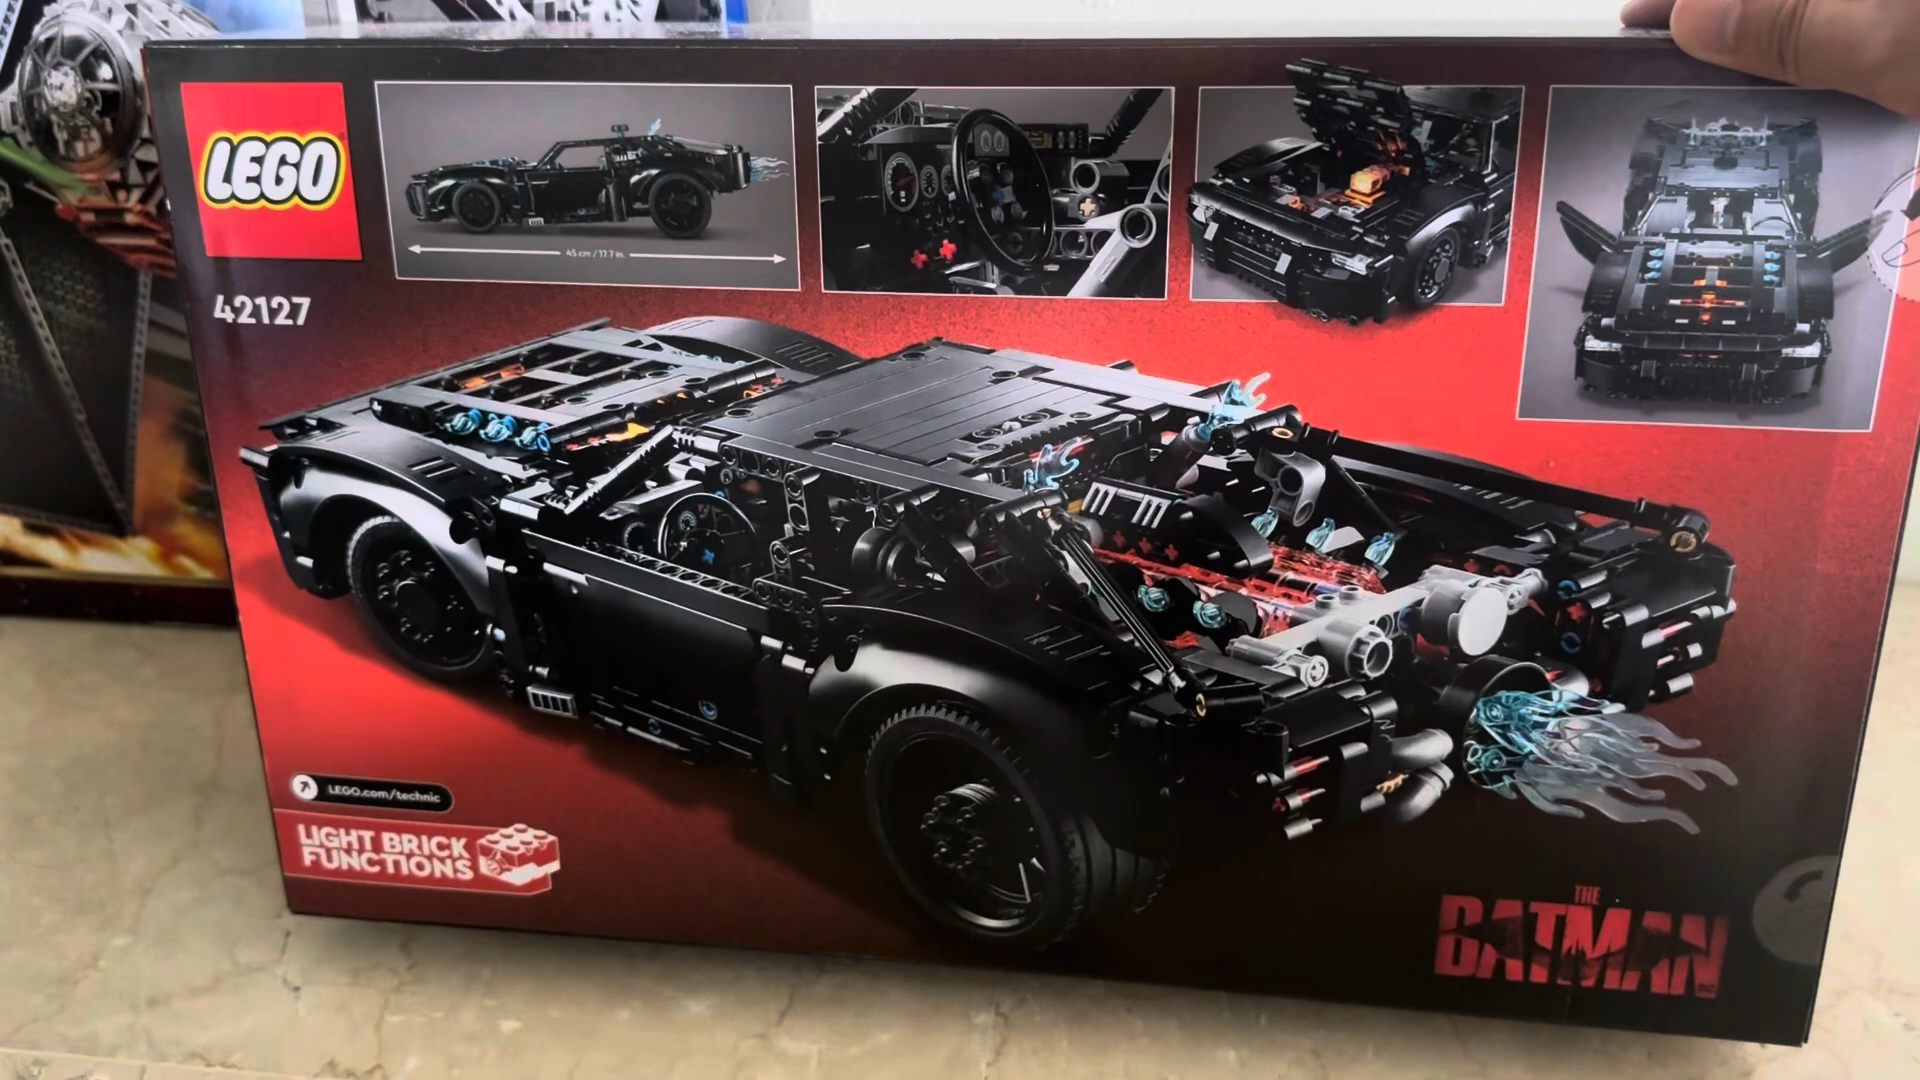 LEGO
42127
45 cm / 17.7 in.
LEGO.com/technic
LIGHT BRICK
FUNCTIONS
THE
BATMAN